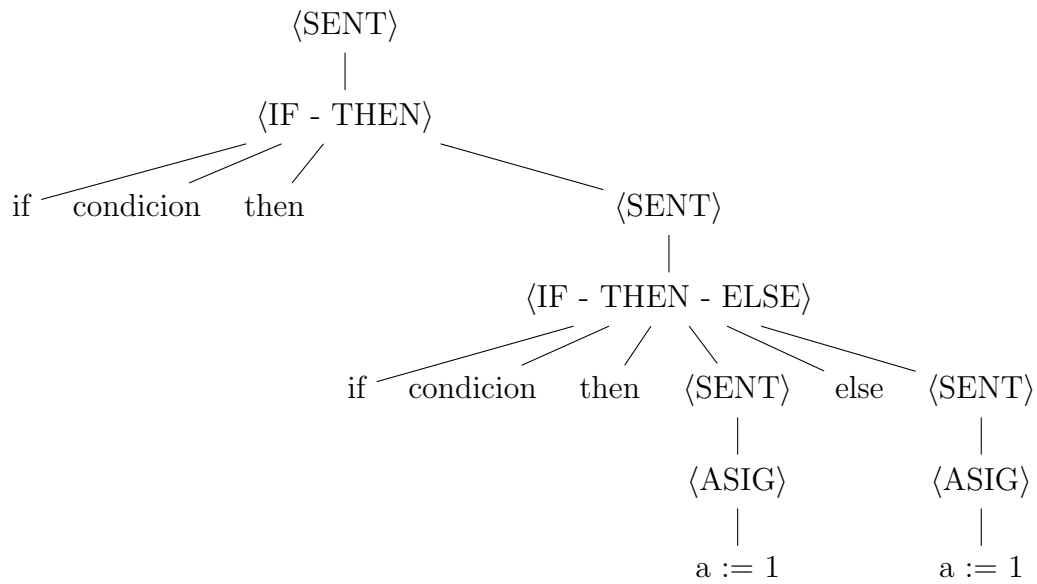 ⟨SENT⟩
⟨IF - THEN⟩
if condicion then ⟨SENT⟩
⟨IF - THEN - ELSE⟩
if condicion then ⟨SENT⟩ else ⟨SENT⟩
⟨ASIG⟩ ⟨ASIG⟩
a := 1 a := 1